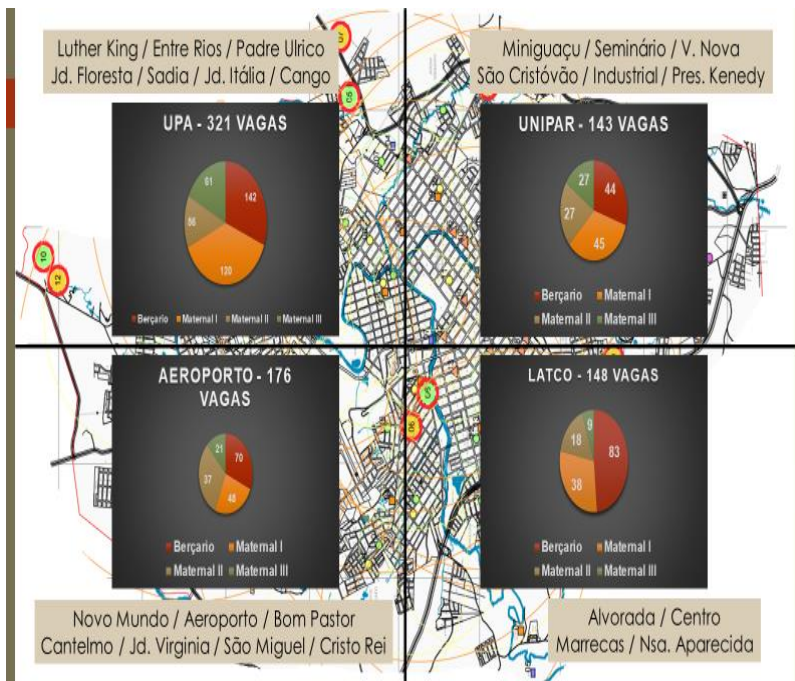 Luther King / Entre Rios / Padre Ulrico
Jd. Floresta / Sadia / Jd. Itália / Cango
Miniguaçu / Seminário / V. Nova
São Cristóvão / Industrial / Pres. Kenedy
UPA - 321 VAGAS
61
142
120
Berçario Maternal I Maternal II Maternal III
UNIPAR - 143 VAGAS
27
44
27
45
Berçario Maternal I
Maternal II Maternal III
10
12
05
AEROPORTO - 176
VAGAS
21
70
37
48
Berçario Maternal I
Maternal II Maternal III
06
LATCO - 148 VAGAS
9
18
83
38
Berçario Maternal I
Maternal II Maternal III
Novo Mundo / Aeroporto / Bom Pastor
Cantelmo / Jd. Virginia / São Miguel / Cristo Rei
Alvorada / Centro
Marrecas / Nsa. Aparecida